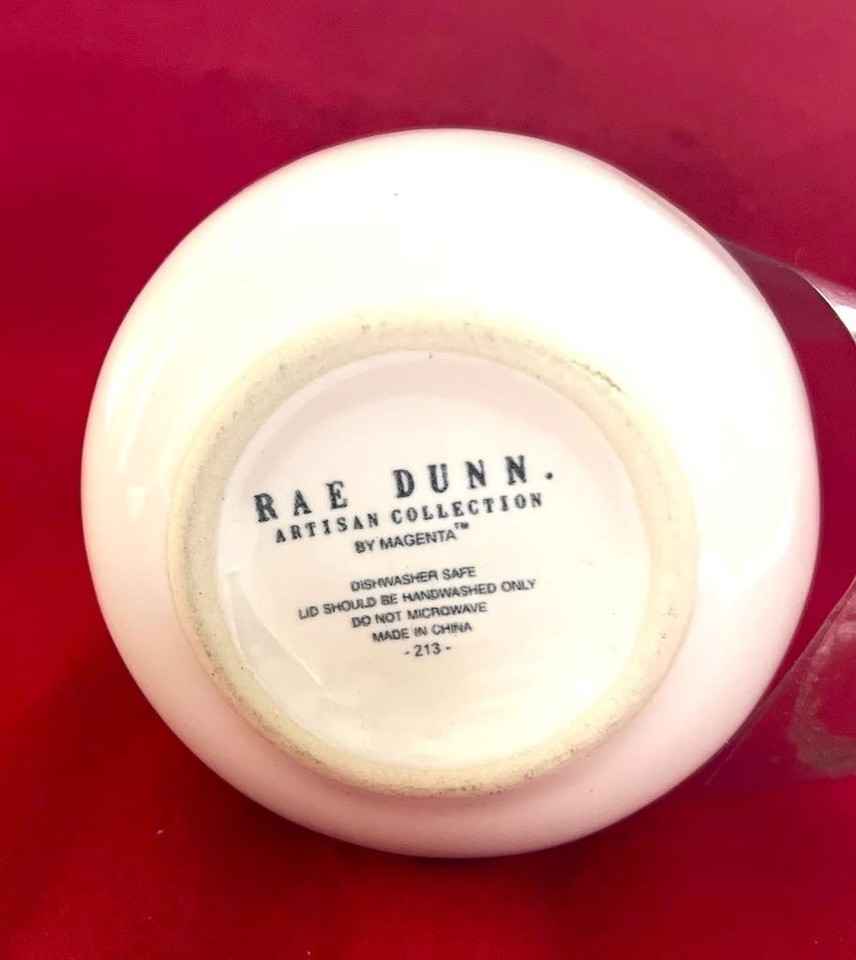 RAE DUNN.
ARTISAN COLLECTION
BY MAGENTA™
DISHWASHER SAFE
LID SHOULD BE HANDWASHED ONLY
DO NOT MICROWAVE
MADE IN CHINA
- 213 -